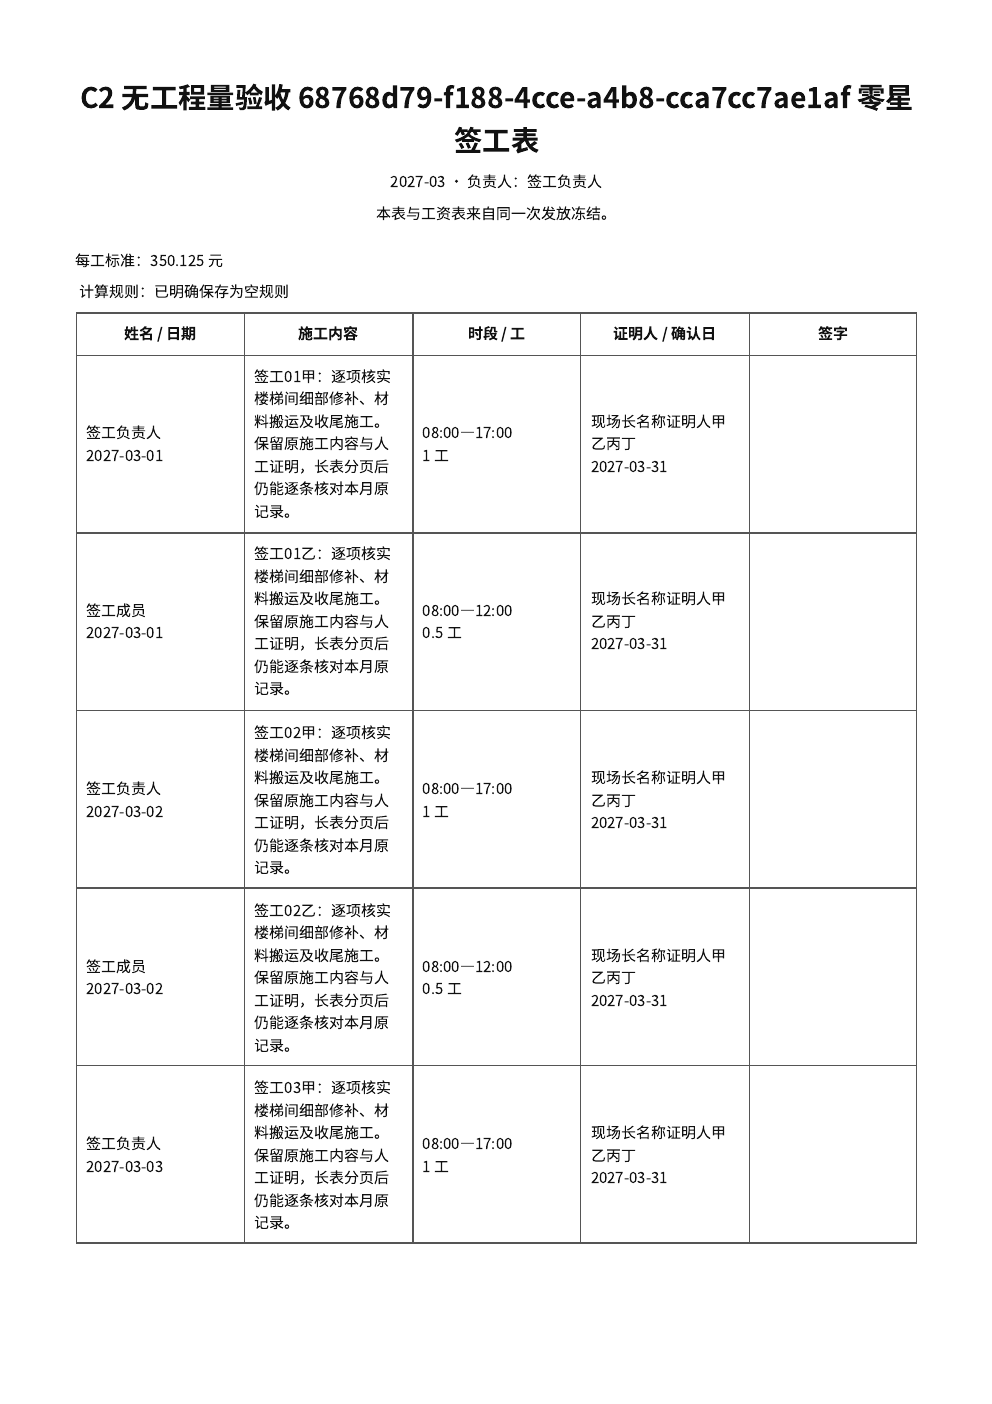 C2 无工程量验收 68768d79-f188-4cce-a4b8-cca7cc7ae1af 零星
签工表
2027-03 · 负责人：签工负责人
本表与工资表来自同一次发放冻结。
每工标准：350.125 元
计算规则：已明确保存为空规则
姓名 / 日期
施工内容
时段 / 工
证明人 / 确认日
签字
签工负责人
2027-03-01
签工01甲：逐项核实
楼梯间细部修补、材
料搬运及收尾施工。
保留原施工内容与人
工证明，长表分页后
仍能逐条核对本月原
记录。
08:00—17:00
1 工
现场长名称证明人甲
乙丙丁
2027-03-31
签工成员
2027-03-01
签工01乙：逐项核实
楼梯间细部修补、材
料搬运及收尾施工。
保留原施工内容与人
工证明，长表分页后
仍能逐条核对本月原
记录。
08:00—12:00
0.5 工
现场长名称证明人甲
乙丙丁
2027-03-31
签工负责人
2027-03-02
签工02甲：逐项核实
楼梯间细部修补、材
料搬运及收尾施工。
保留原施工内容与人
工证明，长表分页后
仍能逐条核对本月原
记录。
08:00—17:00
1 工
现场长名称证明人甲
乙丙丁
2027-03-31
签工成员
2027-03-02
签工02乙：逐项核实
楼梯间细部修补、材
料搬运及收尾施工。
保留原施工内容与人
工证明，长表分页后
仍能逐条核对本月原
记录。
08:00—12:00
0.5 工
现场长名称证明人甲
乙丙丁
2027-03-31
签工负责人
2027-03-03
签工03甲：逐项核实
楼梯间细部修补、材
料搬运及收尾施工。
保留原施工内容与人
工证明，长表分页后
仍能逐条核对本月原
记录。
08:00—17:00
1 工
现场长名称证明人甲
乙丙丁
2027-03-31